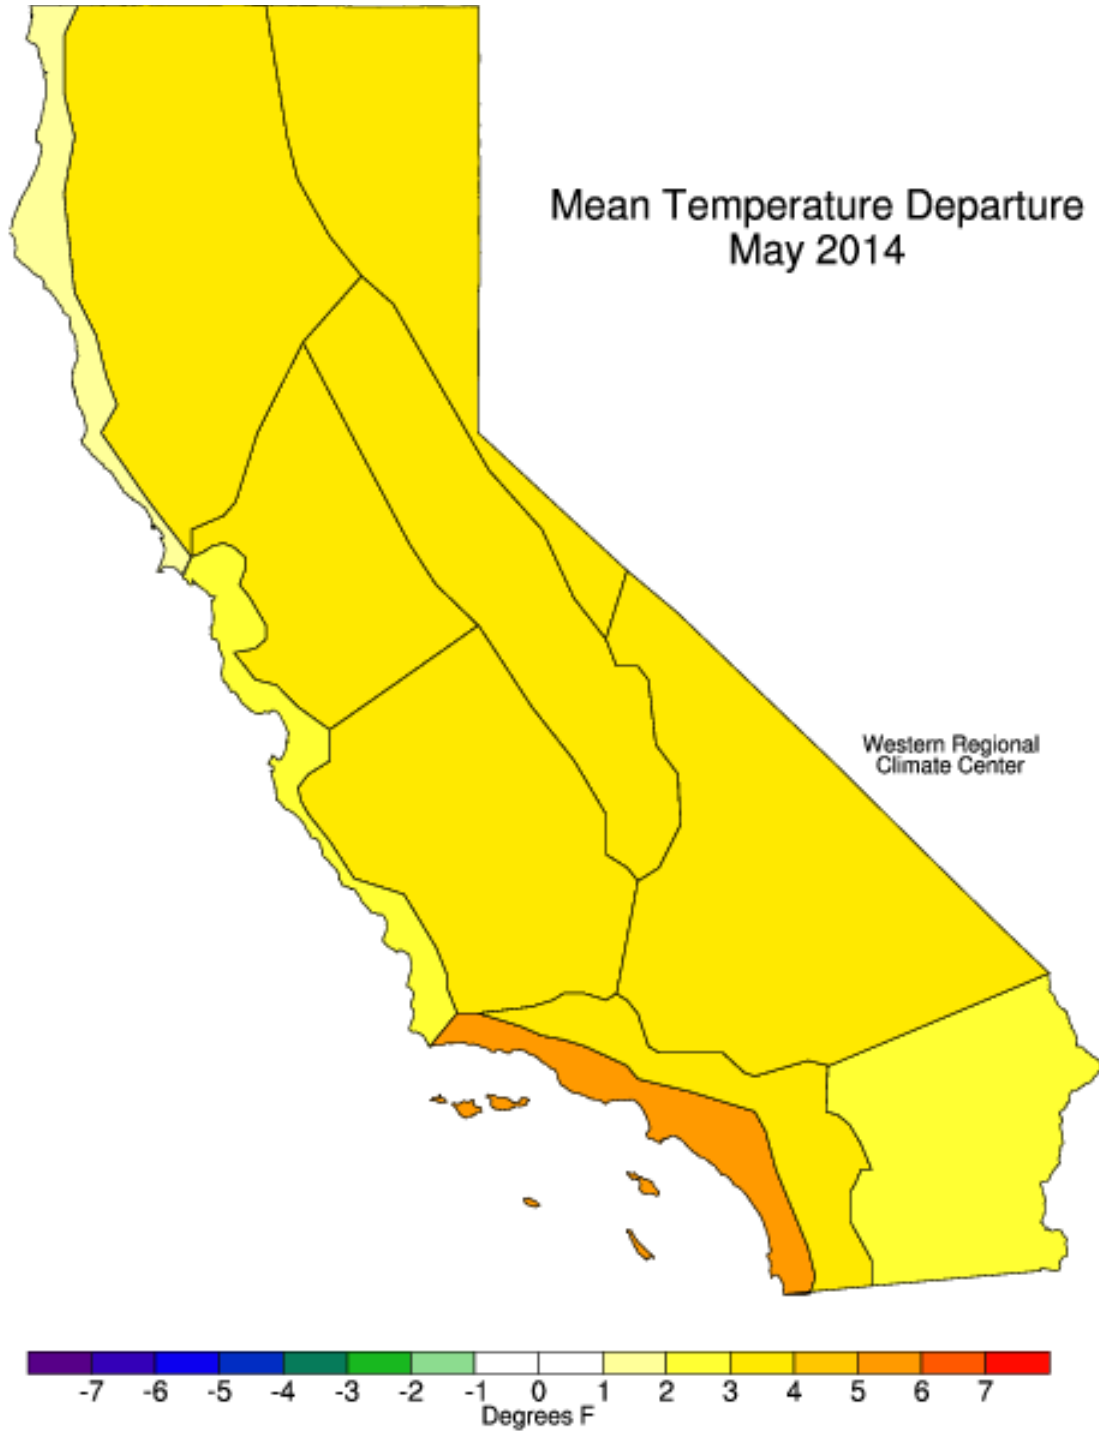 Mean Temperature Departure
May 2014
Western Regional
Climate Center
-7 -6 -5 -4 -3 -2 -1 0 1 2 3 4 5 6 7
Degrees F